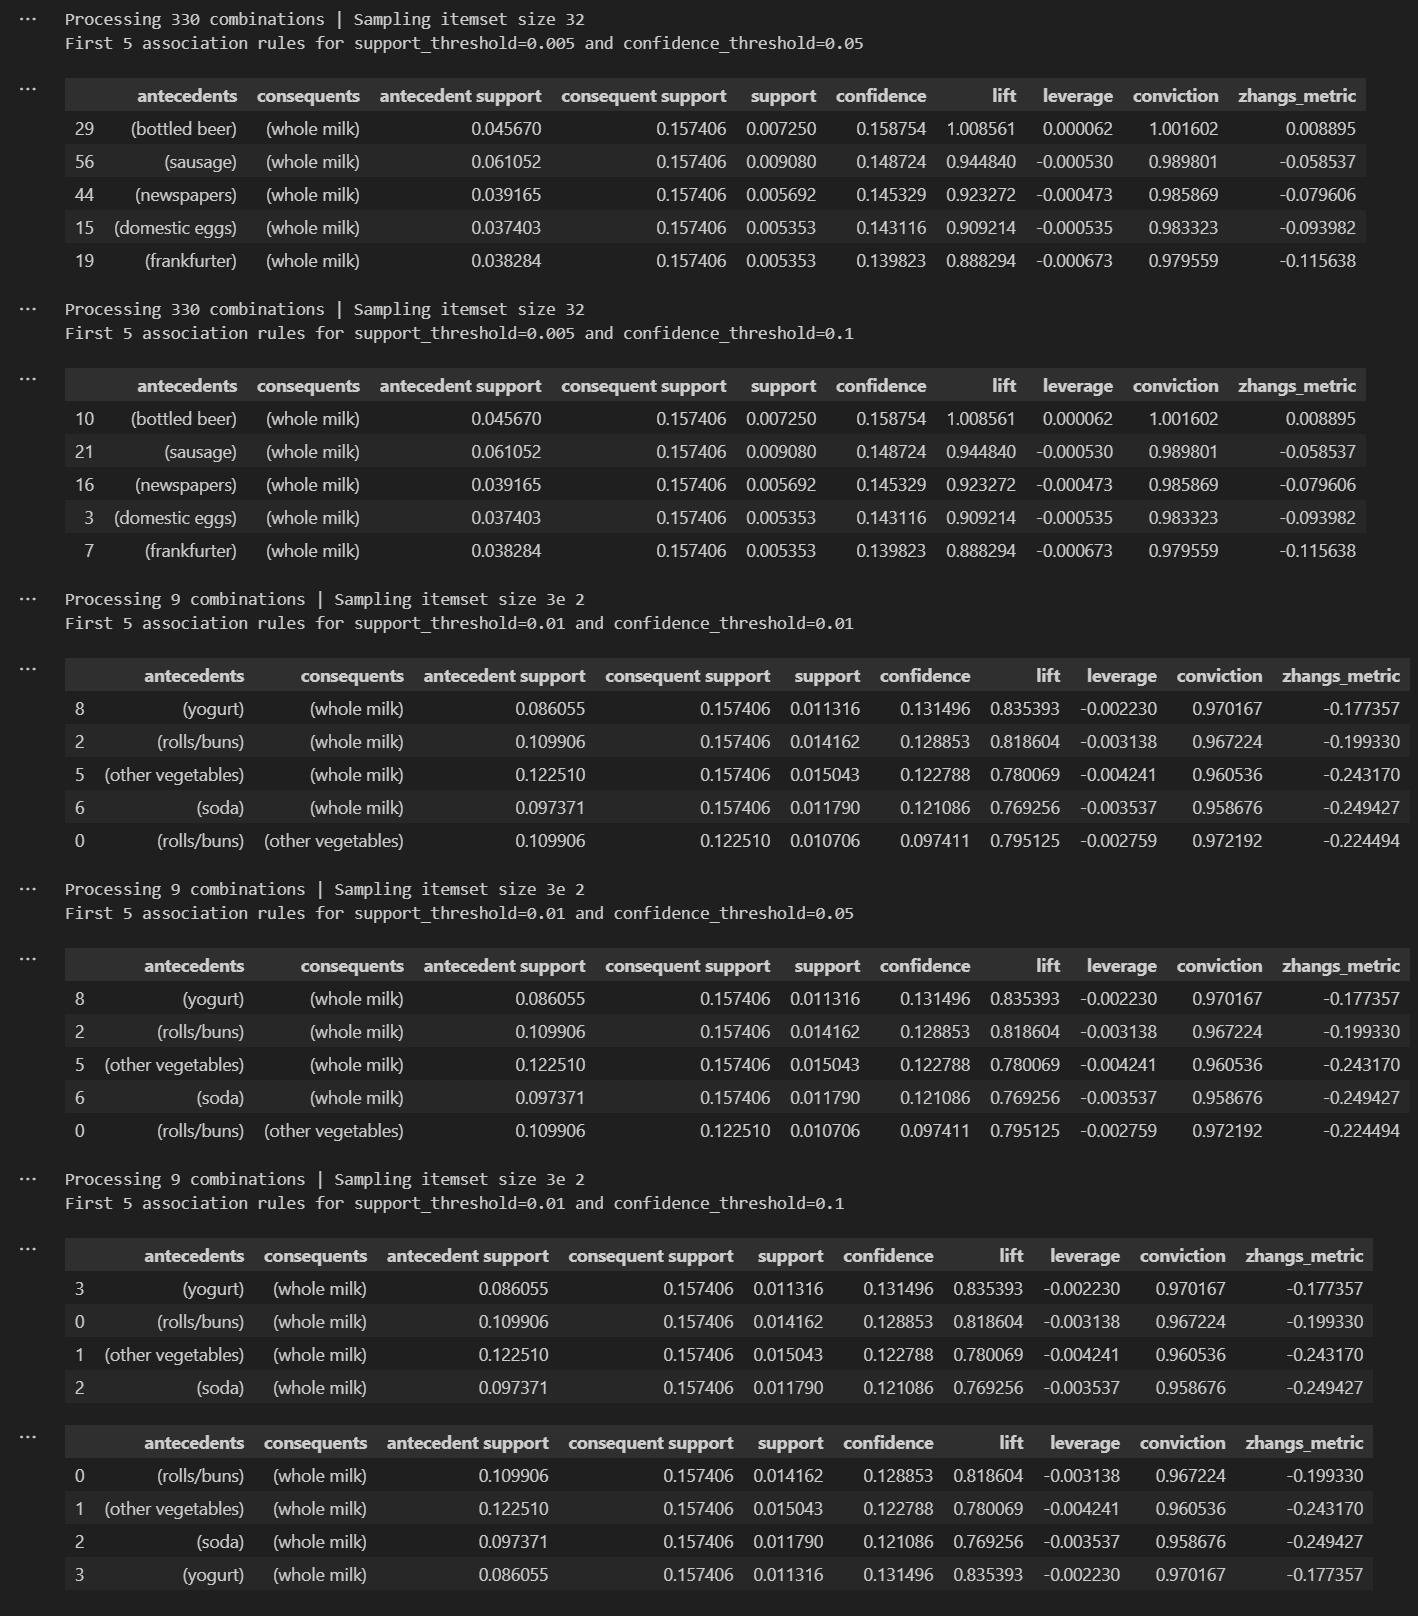 ...
Processing 330 combinations | Sampling itemset size 32
First 5 association rules for support_threshold=0.005 and confidence_threshold=0.05
...
antecedents consequents antecedent support consequent support support confidence lift leverage conviction zhangs_metric
29 (bottled beer) (whole milk) 0.045670 0.157406 0.007250 0.158754 1.008561 0.000062 1.001602 0.008895
56 (sausage) (whole milk) 0.061052 0.157406 0.009080 0.148724 0.944840 -0.000530 0.989801 -0.058537
44 (newspapers) (whole milk) 0.039165 0.157406 0.005692 0.145329 0.923272 -0.000473 0.985869 -0.079606
15 (domestic eggs) (whole milk) 0.037403 0.157406 0.005353 0.143116 0.909214 -0.000535 0.983323 -0.093982
19 (frankfurter) (whole milk) 0.038284 0.157406 0.005353 0.139823 0.888294 -0.000673 0.979559 -0.115638
...
Processing 330 combinations | Sampling itemset size 32
First 5 association rules for support_threshold=0.005 and confidence_threshold=0.1
...
antecedents consequents antecedent support consequent support support confidence lift leverage conviction zhangs_metric
10 (bottled beer) (whole milk) 0.045670 0.157406 0.007250 0.158754 1.008561 0.000062 1.001602 0.008895
21 (sausage) (whole milk) 0.061052 0.157406 0.009080 0.148724 0.944840 -0.000530 0.989801 -0.058537
16 (newspapers) (whole milk) 0.039165 0.157406 0.005692 0.145329 0.923272 -0.000473 0.985869 -0.079606
3 (domestic eggs) (whole milk) 0.037403 0.157406 0.005353 0.143116 0.909214 -0.000535 0.983323 -0.093982
7 (frankfurter) (whole milk) 0.038284 0.157406 0.005353 0.139823 0.888294 -0.000673 0.979559 -0.115638
...
Processing 9 combinations | Sampling itemset size 3e 2
First 5 association rules for support_threshold=0.01 and confidence_threshold=0.01
...
antecedents consequents antecedent support consequent support support confidence lift leverage conviction zhangs_metric
8 (yogurt) (whole milk) 0.086055 0.157406 0.011316 0.131496 0.835393 -0.002230 0.970167 -0.177357
2 (rolls/buns) (whole milk) 0.109906 0.157406 0.014162 0.128853 0.818604 -0.003138 0.967224 -0.199330
5 (other vegetables) (whole milk) 0.122510 0.157406 0.015043 0.122788 0.780069 -0.004241 0.960536 -0.243170
6 (soda) (whole milk) 0.097371 0.157406 0.011790 0.121086 0.769256 -0.003537 0.958676 -0.249427
0 (rolls/buns) (other vegetables) 0.109906 0.122510 0.010706 0.097411 0.795125 -0.002759 0.972192 -0.224494
...
Processing 9 combinations | Sampling itemset size 3e 2
First 5 association rules for support_threshold=0.01 and confidence_threshold=0.05
...
antecedents consequents antecedent support consequent support support confidence lift leverage conviction zhangs_metric
8 (yogurt) (whole milk) 0.086055 0.157406 0.011316 0.131496 0.835393 -0.002230 0.970167 -0.177357
2 (rolls/buns) (whole milk) 0.109906 0.157406 0.014162 0.128853 0.818604 -0.003138 0.967224 -0.199330
5 (other vegetables) (whole milk) 0.122510 0.157406 0.015043 0.122788 0.780069 -0.004241 0.960536 -0.243170
6 (soda) (whole milk) 0.097371 0.157406 0.011790 0.121086 0.769256 -0.003537 0.958676 -0.249427
0 (rolls/buns) (other vegetables) 0.109906 0.122510 0.010706 0.097411 0.795125 -0.002759 0.972192 -0.224494
...
Processing 9 combinations | Sampling itemset size 3e 2
First 5 association rules for support_threshold=0.01 and confidence_threshold=0.1
...
antecedents consequents antecedent support consequent support support confidence lift leverage conviction zhangs_metric
3 (yogurt) (whole milk) 0.086055 0.157406 0.011316 0.131496 0.835393 -0.002230 0.970167 -0.177357
0 (rolls/buns) (whole milk) 0.109906 0.157406 0.014162 0.128853 0.818604 -0.003138 0.967224 -0.199330
1 (other vegetables) (whole milk) 0.122510 0.157406 0.015043 0.122788 0.780069 -0.004241 0.960536 -0.243170
2 (soda) (whole milk) 0.097371 0.157406 0.011790 0.121086 0.769256 -0.003537 0.958676 -0.249427
...
antecedents consequents antecedent support consequent support support confidence lift leverage conviction zhangs_metric
0 (rolls/buns) (whole milk) 0.109906 0.157406 0.014162 0.128853 0.818604 -0.003138 0.967224 -0.199330
1 (other vegetables) (whole milk) 0.122510 0.157406 0.015043 0.122788 0.780069 -0.004241 0.960536 -0.243170
2 (soda) (whole milk) 0.097371 0.157406 0.011790 0.121086 0.769256 -0.003537 0.958676 -0.249427
3 (yogurt) (whole milk) 0.086055 0.157406 0.011316 0.131496 0.835393 -0.002230 0.970167 -0.177357